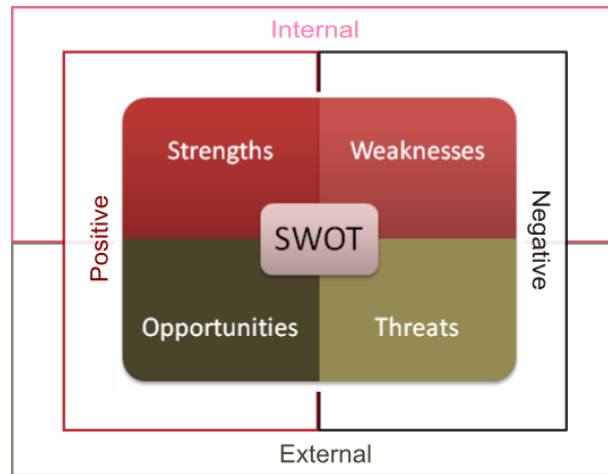 Internal
Strengths
Weaknesses
Positive
SWOT
Negative
Opportunities
Threats
External